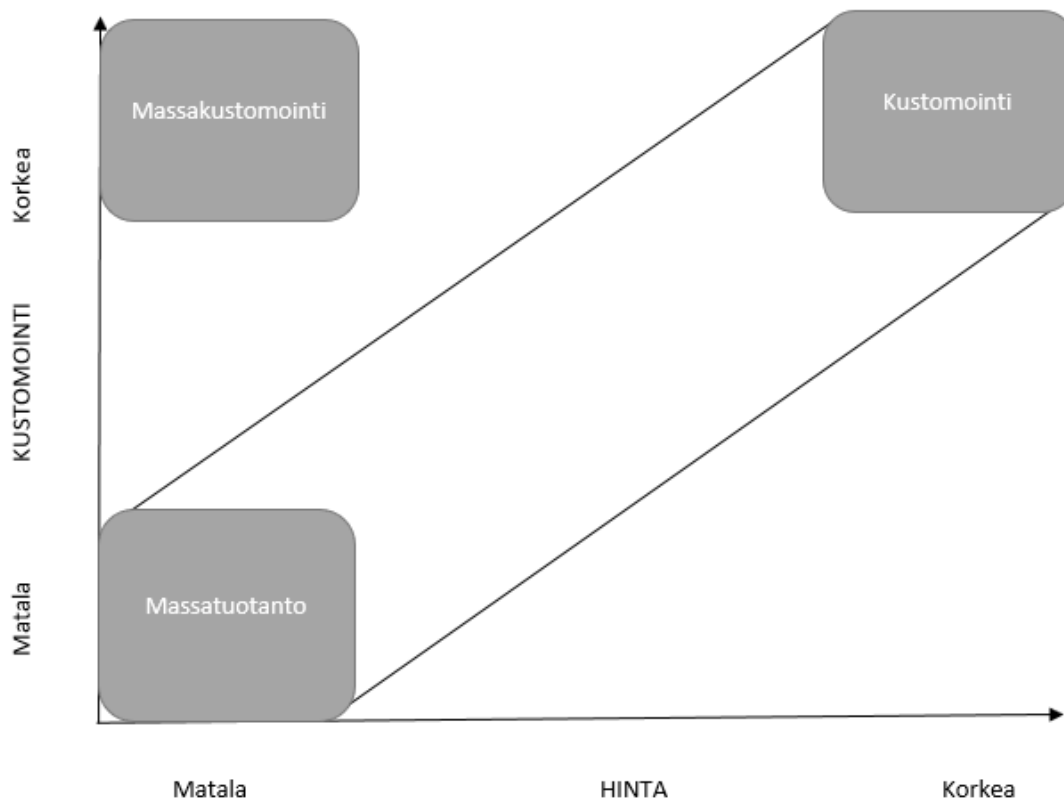 Massakustomointi
Kustomointi
Korkea
KUSTOMOINTI
Massatuotanto
Matala
Matala
HINTA
Korkea